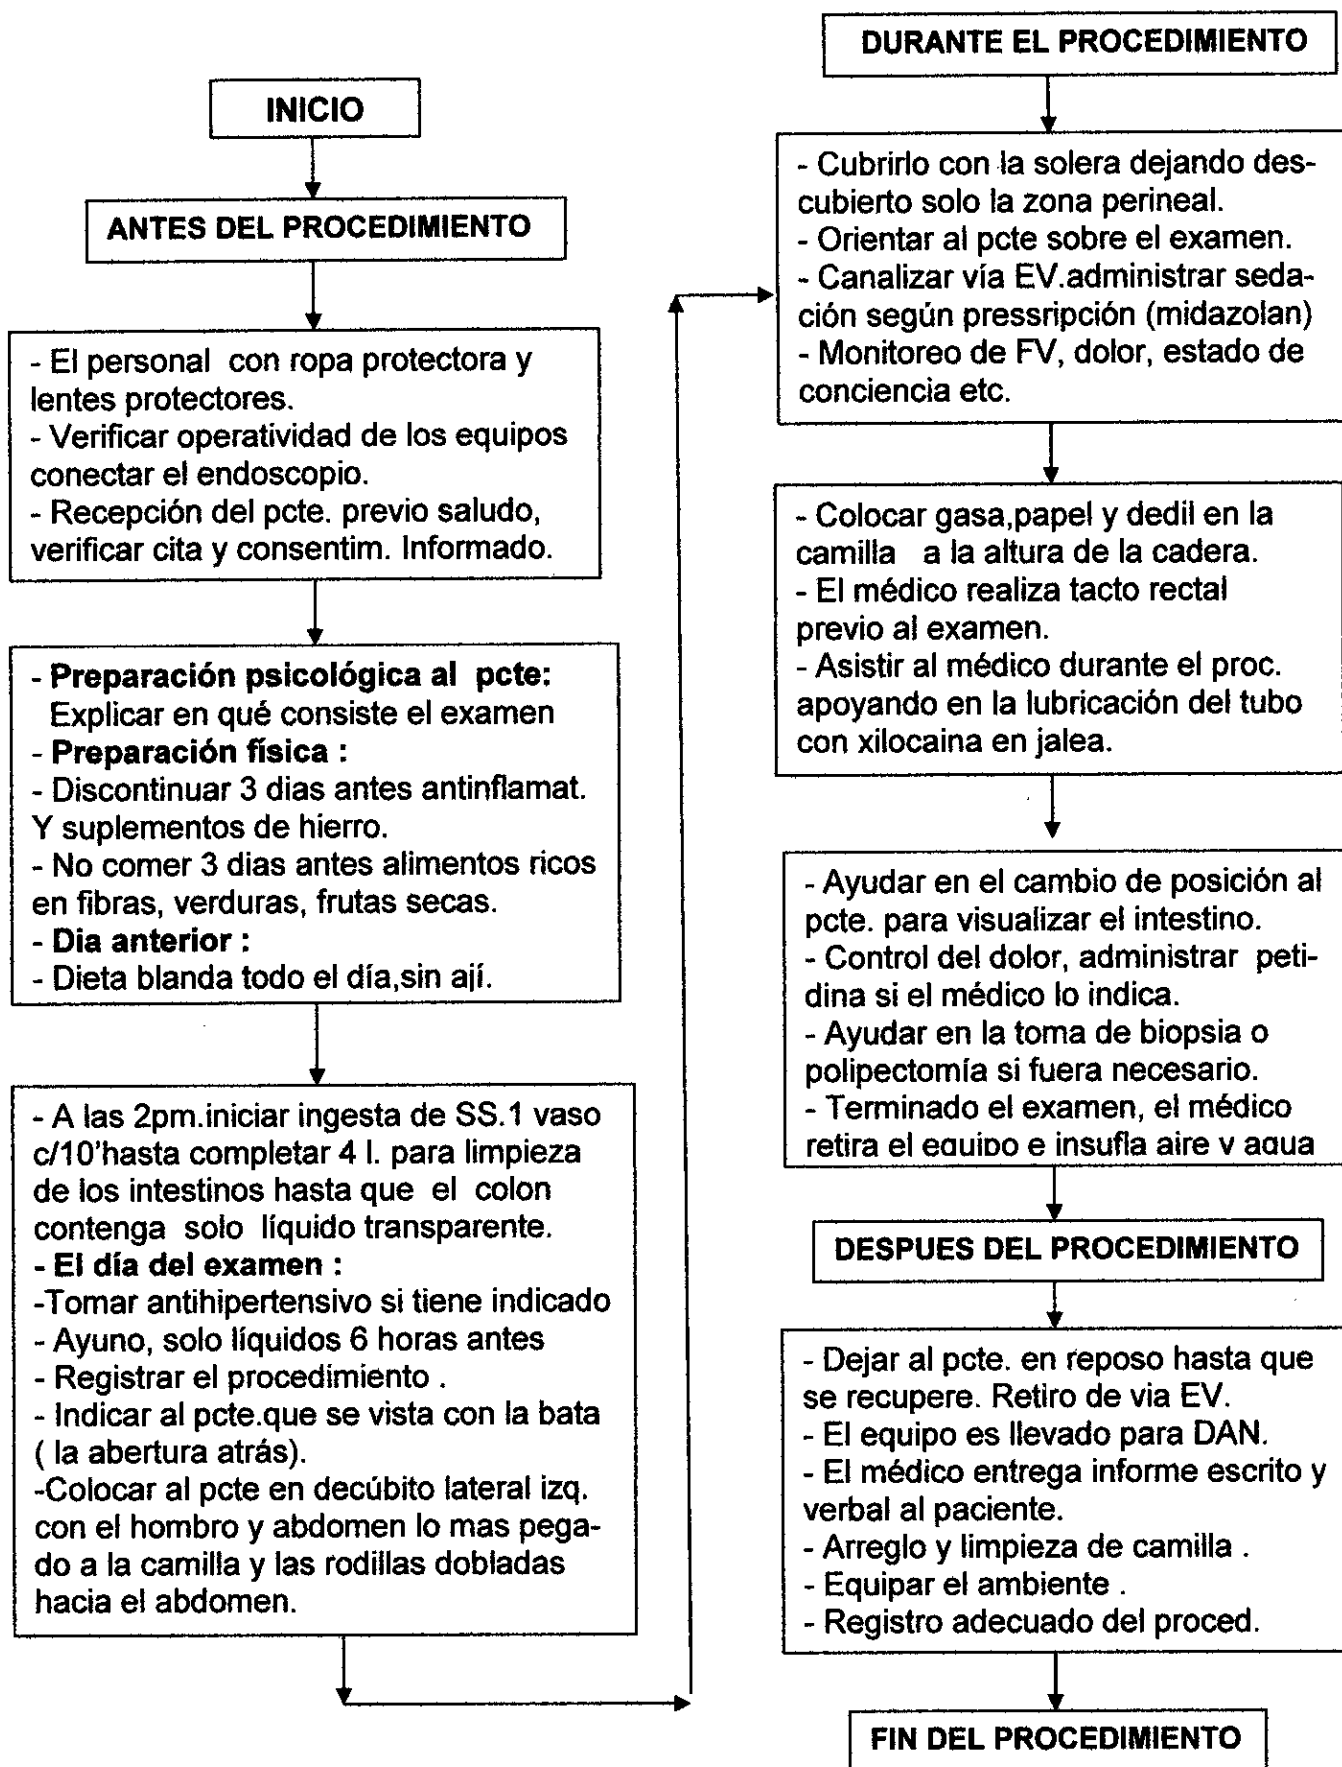 INICIO
ANTES DEL PROCEDIMIENTO
- El personal con ropa protectora y
lentes protectores.
- Verificar operatividad de los equipos
conectar el endoscopio.
- Recepción del pcte. previo saludo,
verificar cita y consentim. Informado.
- Preparación psicológica al pcte:
Explicar en qué consiste el examen
- Preparación física :
- Discontinuar 3 dias antes antinflamat.
Y suplementos de hierro.
- No comer 3 dias antes alimentos ricos
en fibras, verduras, frutas secas.
- Dia anterior :
- Dieta blanda todo el día,sin ají.
- A las 2pm.iniciar ingesta de SS.1 vaso
c/10'hasta completar 4 l. para limpieza
de los intestinos hasta que el colon
contenga solo líquido transparente.
- El día del examen :
-Tomar antihipertensivo si tiene indicado
- Ayuno, solo líquidos 6 horas antes
- Registrar el procedimiento .
- Indicar al pcte.que se vista con la bata
( la abertura atrás).
-Colocar al pcte en decúbito lateral izq.
con el hombro y abdomen lo mas pega-
do a la camilla y las rodillas dobladas
hacia el abdomen.
DURANTE EL PROCEDIMIENTO
- Cubrirlo con la solera dejando des-
cubierto solo la zona perineal.
- Orientar al pcte sobre el examen.
- Canalizar vía EV.administrar seda-
ción según pressripción (midazolan)
- Monitoreo de FV, dolor, estado de
conciencia etc.
- Colocar gasa,papel y dedil en la
camilla a la altura de la cadera.
- El médico realiza tacto rectal
previo al examen.
- Asistir al médico durante el proc.
apoyando en la lubricación del tubo
con xilocaina en jalea.
- Ayudar en el cambio de posición al
pcte. para visualizar el intestino.
- Control del dolor, administrar peti-
dina si el médico lo indica.
- Ayudar en la toma de biopsia o
polipectomía si fuera necesario.
- Terminado el examen, el médico
retira el equipo e insufla aire y agua
DESPUES DEL PROCEDIMIENTO
- Dejar al pcte. en reposo hasta que
se recupere. Retiro de via EV.
- El equipo es llevado para DAN.
- El médico entrega informe escrito y
verbal al paciente.
- Arreglo y limpieza de camilla .
- Equipar el ambiente .
- Registro adecuado del proced.
FIN DEL PROCEDIMIENTO